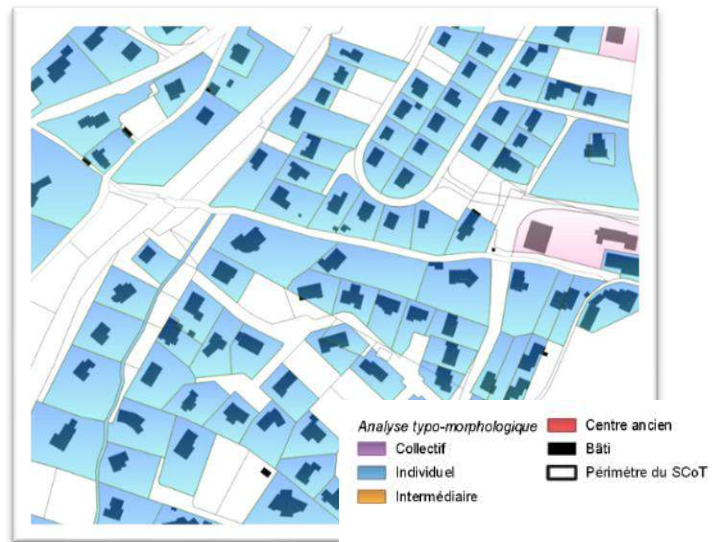 Analyse typo-morphologique
Collectif
Individuel
Intermédiaire
Centre ancien
Bâti
Périmètre du SCoT